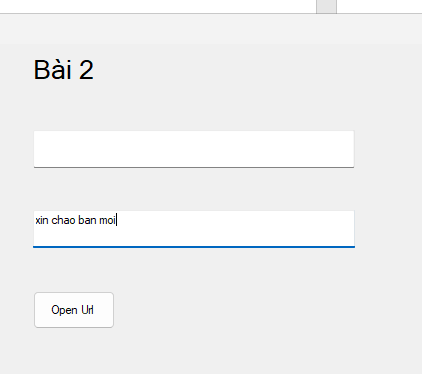 Bài 2
xin chao ban moi
Open Url